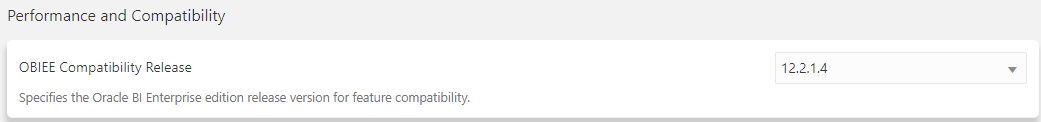 Performance and Compatibility
OBIEE Compatibility Release
12.2.1.4
Specifies the Oracle BI Enterprise edition release version for feature compatibility.